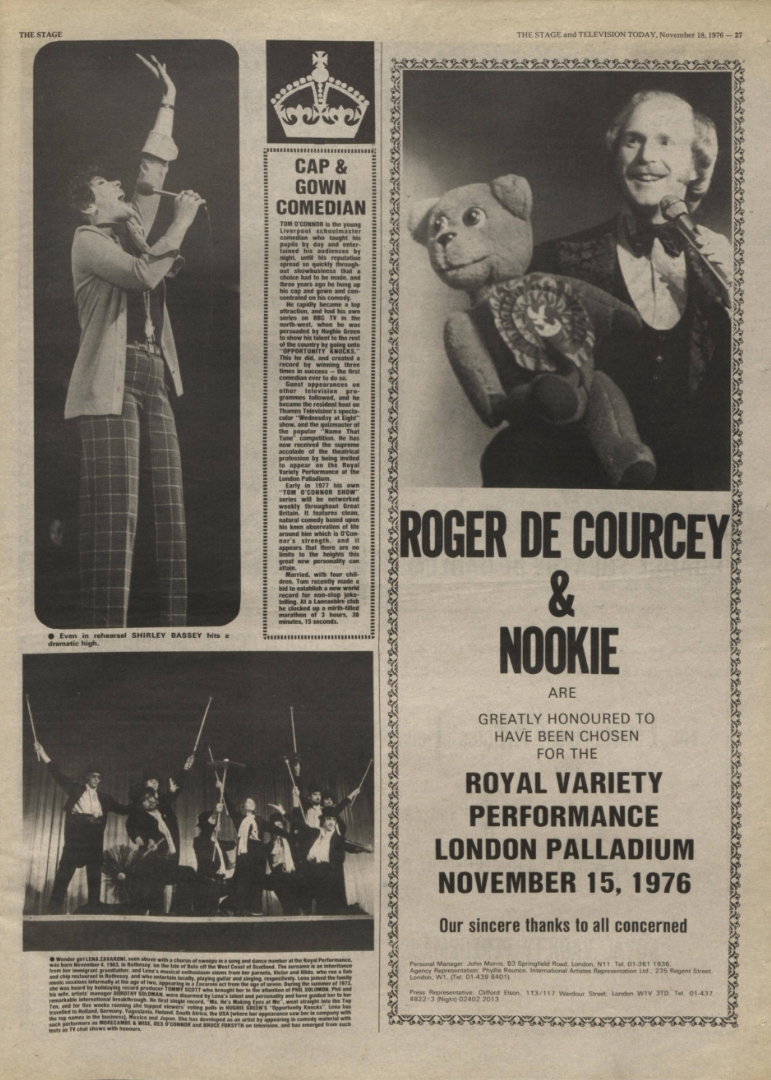 THE STAGE
THE STAGE and TELEVISION TODAY, November 18, 1976 — 27
CAP &
GOWN
COMEDIAN
TOM O'CONNOR is the young
Liverpool schoolmaster
comedian who taught his
pupils by day and enter-
tained his audiences by
night, until his reputation
spread so quickly through-
out showbusiness that a
choice had to be made, and
three years ago he hung up
his cap and gown and con-
centrated on his comedy.
He rapidly became a top
attraction, and had his own
series on BBC TV in the
north-west, when he was
persuaded by Hughie Green
to show his talent to the rest
of the country by going onto
"OPPORTUNITY KNOCKS."
This he did, and created a
record by winning three
times in success — the first
comedian ever to do so.
Guest appearances on
other television pro-
grammes followed, and he
became the resident host on
Thames Television's specta-
cular "Wednesday at Eight"
show, and the quizmaster of
the popular "Name That
Tune" competition. He has
now received the supreme
accolade of the theatrical
profession by being invited
to appear on the Royal
Variety Performance at the
London Palladium.
Early in 1977 his own
"TOM O'CONNOR SHOW"
series will be networked
weekly throughout Great
Britain. It features clean,
natural comedy based upon
his keen observation of life
around him which is O'Con-
nor's strength, and it
appears that there are no
limits to the heights this
great new personality can
attain.
Married, with four chil-
dren, Tom recently made a
bid to establish a new world
record for non-stop joke-
telling. At a Lancashire club
he clocked up a mirth-filled
marathon of 3 hours, 38
minutes, 15 seconds.
● Even in rehearsal SHIRLEY BASSEY hits a
dramatic high.
● Wonder girl LENA ZAVARONI, seen above with a chorus of sweeps in a song and dance number at the Royal Performance,
was born November 4, 1963, in Rothesay, on the Isle of Bute off the West Coast of Scotland. The surname is an inheritance
from her immigrant grandfather, and Lena's musical enthusiasm stems from her parents, Victor and Hilda, who run a fish
and chip restaurant in Rothesay, and who entertain locally, playing guitar and singing, respectively. Lena joined the family
music sessions informally at the age of two, appearing in a Zavaroni act from the age of seven. During the summer of 1973,
she was heard by holidaying record producer TOMMY SCOTT who brought her to the attention of PHIL SOLOMON. Phil and
his wife, artists' manager DOROTHY SOLOMAN, were disarmed by Lena's talent and personality and have guided her to her
remarkable international breakthrough. Its first single record, "Ma, He's Making Eyes at Me", went straight into the Top
Ten, and for five weeks running she topped viewers' voting polls in HUGHIE GREEN'S "Opportunity Knocks". Lena has
travelled to Holland, Germany, Yugoslavia, Finland, South Africa, the USA (where her appearance saw her in company with
the top names in the business), Mexico and Japan. She has developed as an artist by appearing in comedy material with
such performers as MORECAMBE & WISE, DES O'CONNOR and BRUCE FORSYTH on television, and has emerged from such
tests as TV chat shows with honours.
ROGER DE COURCEY
&
NOOKIE
ARE
GREATLY HONOURED TO
HAVE BEEN CHOSEN
FOR THE
ROYAL VARIETY
PERFORMANCE
LONDON PALLADIUM
NOVEMBER 15, 1976
Our sincere thanks to all concerned
Personal Manager: John Morris, 83 Springfield Road, London, N11. Tel. 01-361 1936.
Agency Representation: Phyllis Rounce, International Artistes Representation Ltd., 235 Regent Street,
London, W1. (Tel. 01-439 8401).
Press Representative: Clifford Elson, 113/117 Wardour Street, London W1V 3TD. Tel. 01-437
4822/3 (Night) 02402 2013